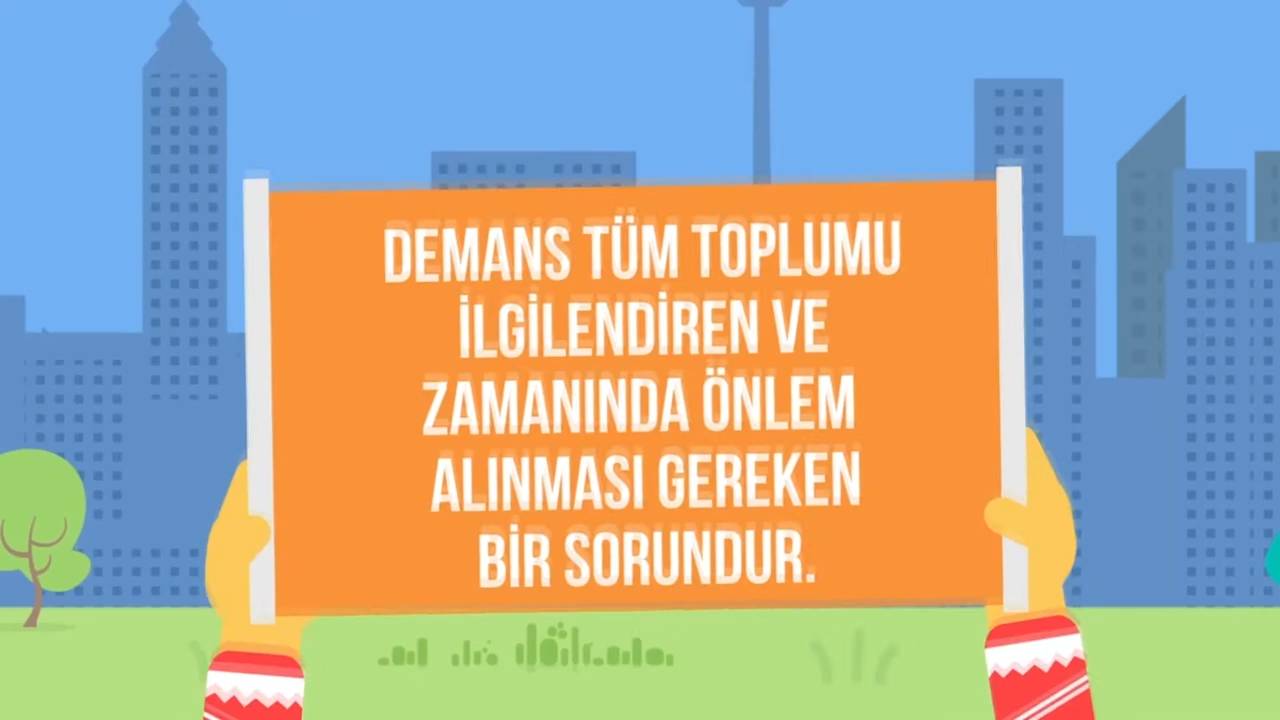 DEMANS TÜM TOPLUMU
İLGİLENDİREN VE
ZAMANINDA ÖNLEM
ALINMASI GEREKEN
BİR SORUNDUR.